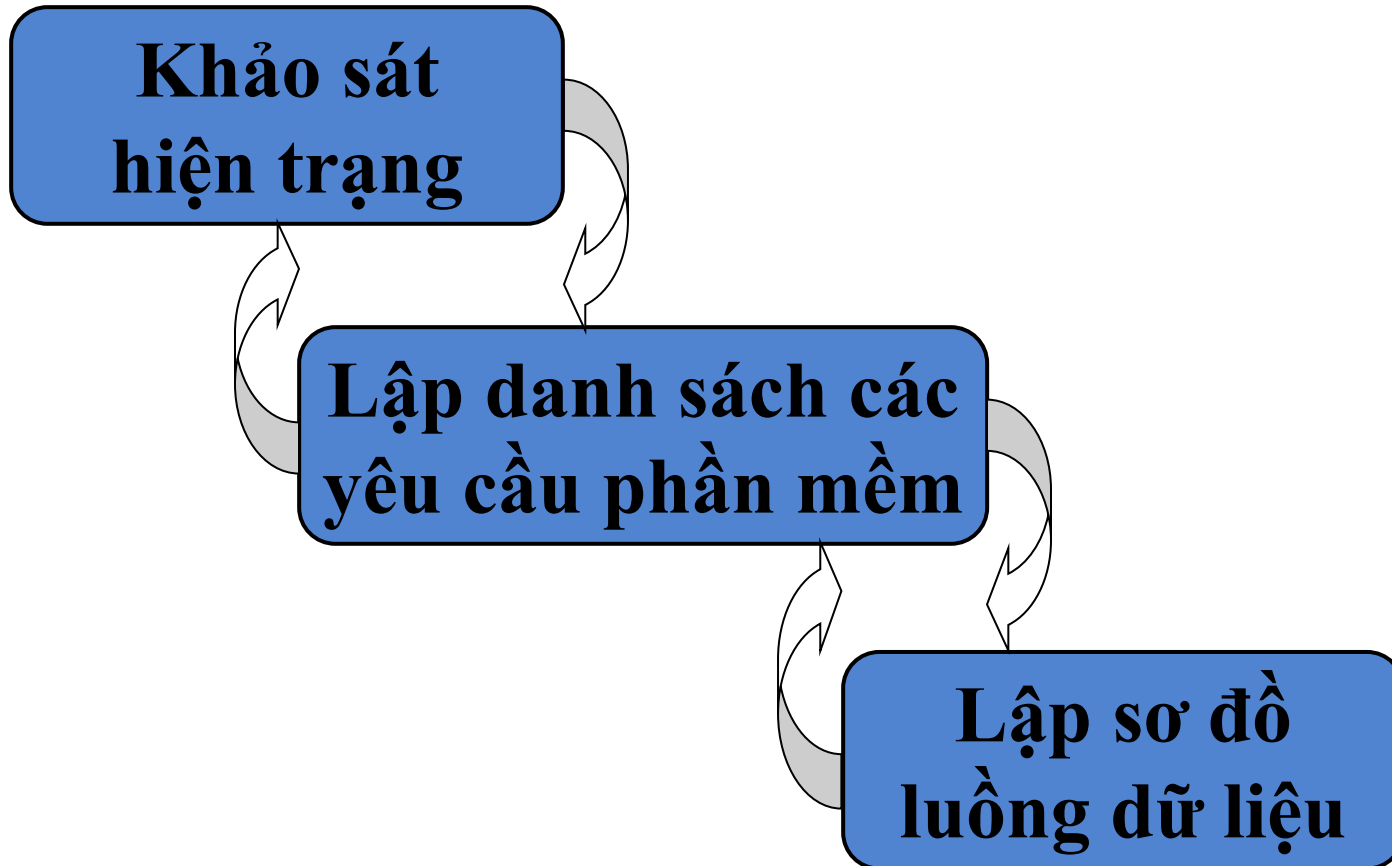 Khảo sát
hiện trạng
Lập danh sách các
yêu cầu phần mềm
Lập sơ đồ
luồng dữ liệu